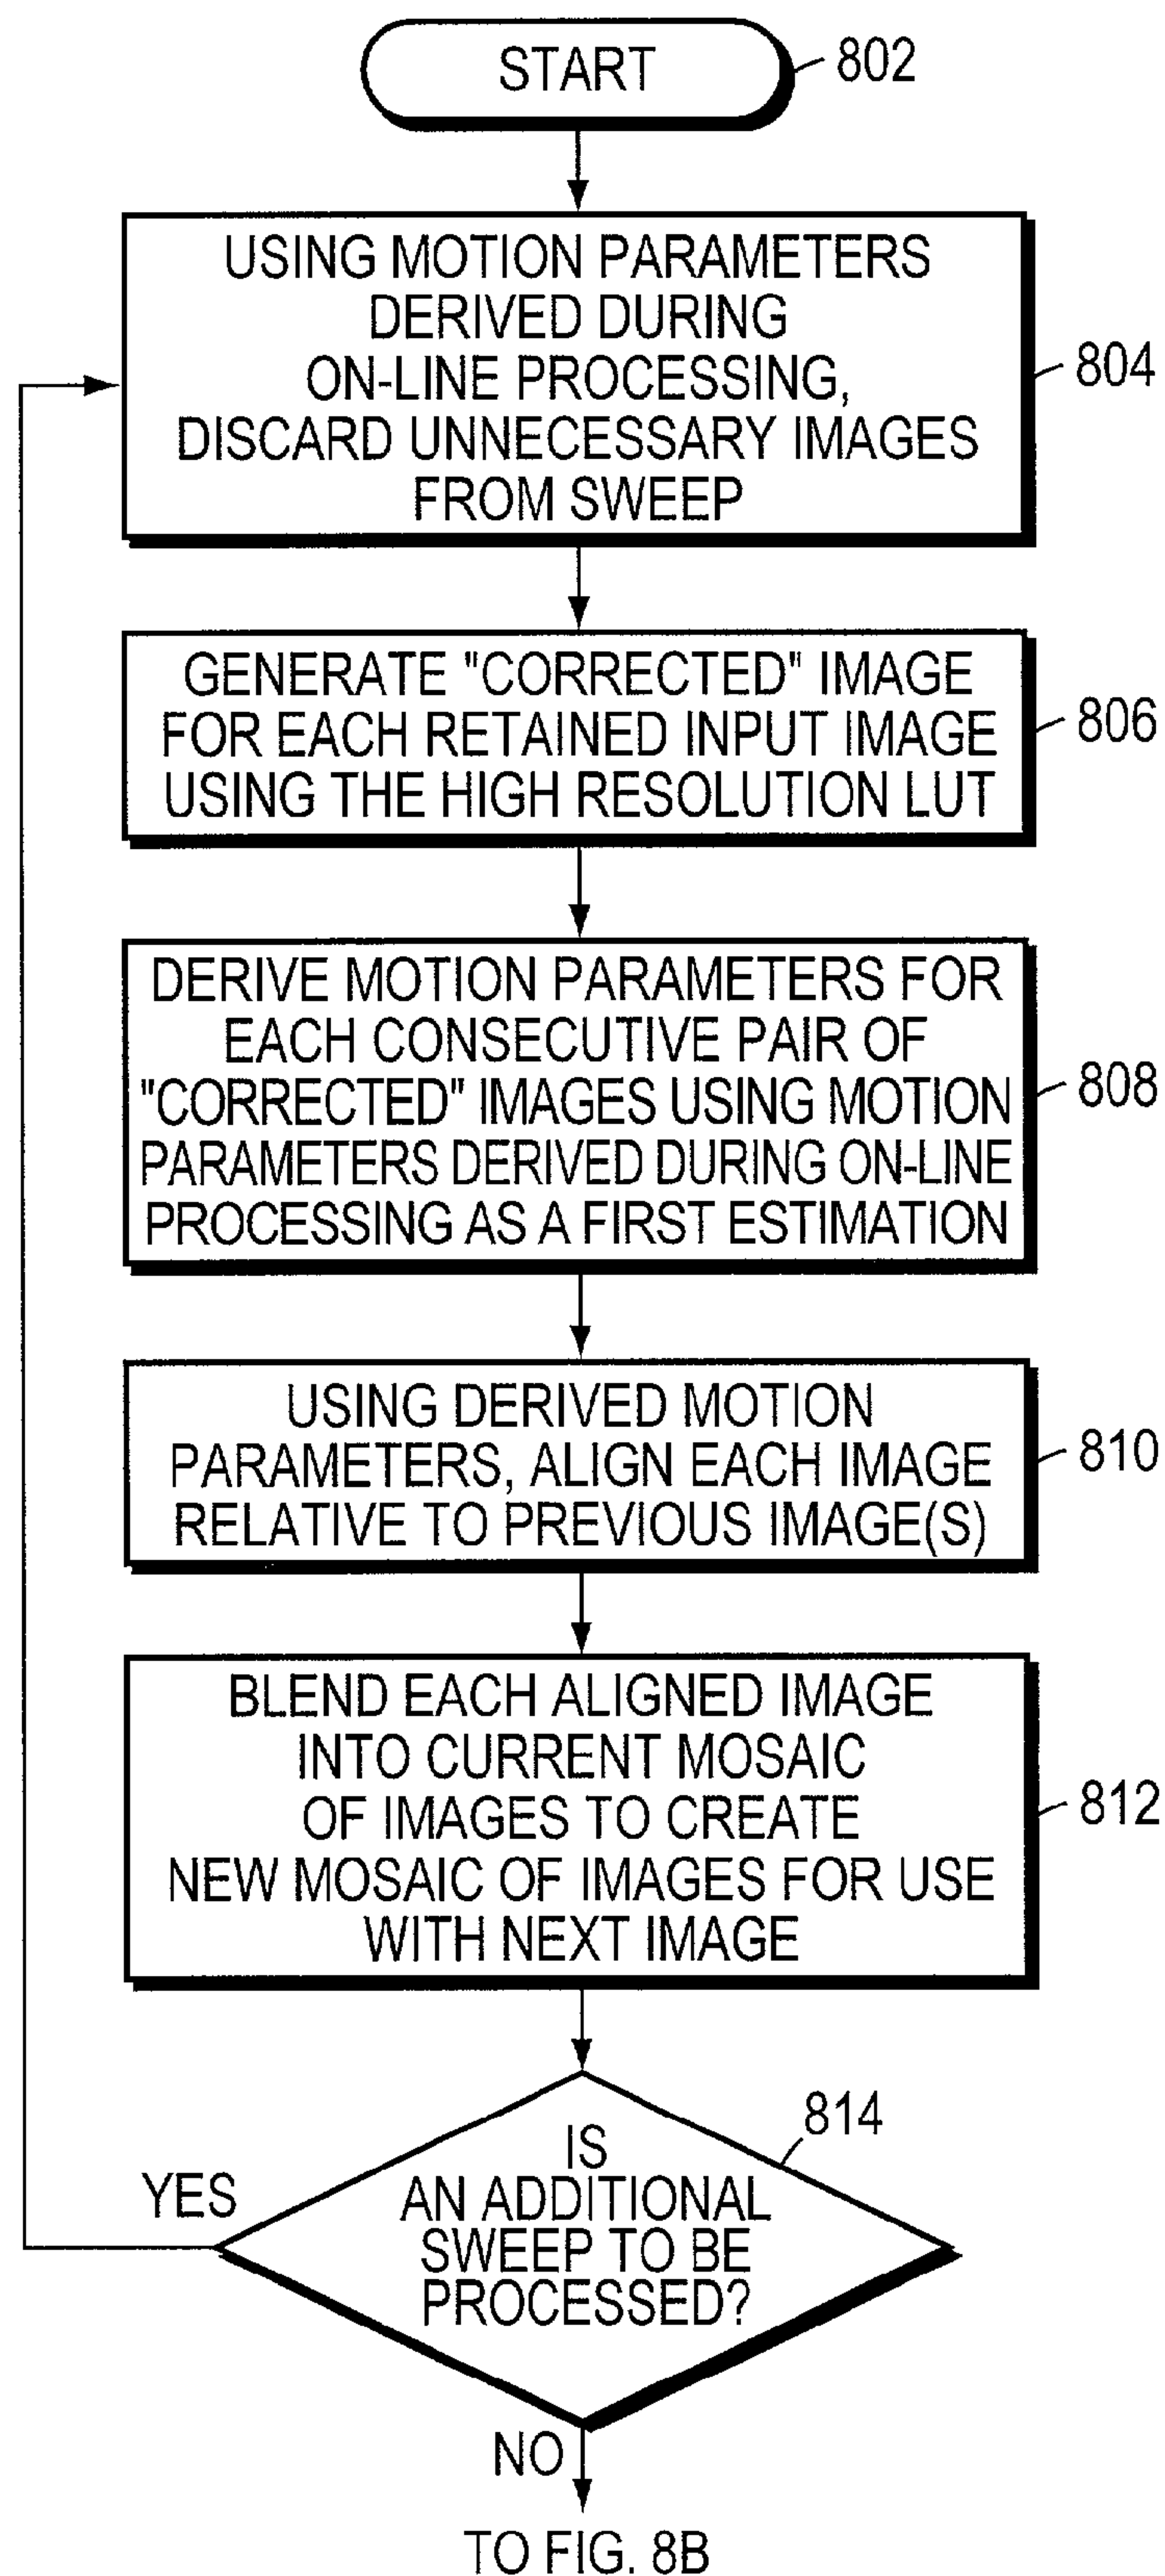 START
802
USING MOTION PARAMETERS
DERIVED DURING
ON-LINE PROCESSING,
DISCARD UNNECESSARY IMAGES
FROM SWEEP
804
GENERATE "CORRECTED" IMAGE
FOR EACH RETAINED INPUT IMAGE
USING THE HIGH RESOLUTION LUT
806
DERIVE MOTION PARAMETERS FOR
EACH CONSECUTIVE PAIR OF
"CORRECTED" IMAGES USING MOTION
PARAMETERS DERIVED DURING ON-LINE
PROCESSING AS A FIRST ESTIMATION
808
USING DERIVED MOTION
PARAMETERS, ALIGN EACH IMAGE
RELATIVE TO PREVIOUS IMAGE(S)
810
BLEND EACH ALIGNED IMAGE
INTO CURRENT MOSAIC
OF IMAGES TO CREATE
NEW MOSAIC OF IMAGES FOR USE
WITH NEXT IMAGE
812
814
IS
AN ADDITIONAL
SWEEP TO BE
PROCESSED?
YES
NO
TO FIG. 8B